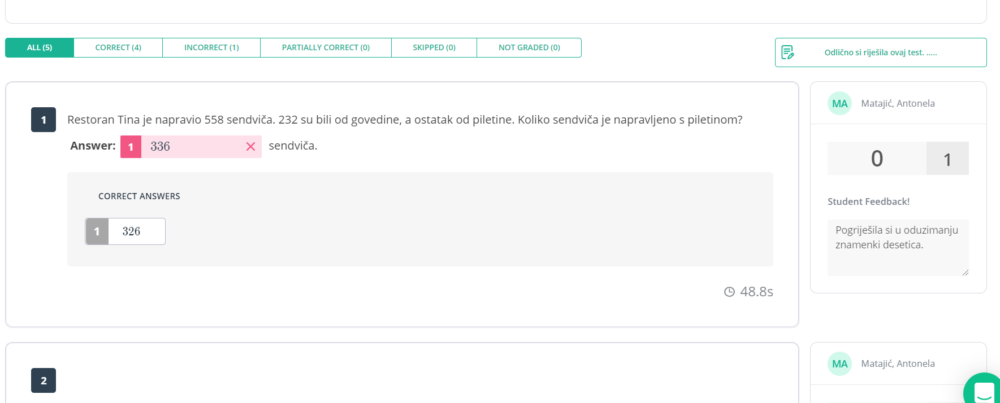 ALL (5) CORRECT (4) INCORRECT (1) PARTIALLY CORRECT (0) SKIPPED (0) NOT GRADED (0)
Odlično si riješila ovaj test. .....
1 Restoran Tina je napravio 558 sendviča. 232 su bili od govedine, a ostatak od piletine. Koliko sendviča je napravljeno s piletinom?
Answer: 1 336 sendviča.
CORRECT ANSWERS
1 326
48.8s
MA Matajić, Antonela
0 1
Student Feedback!
Pogriješila si u oduzimanju
znamenki desetica.
2
MA Matajić, Antonela